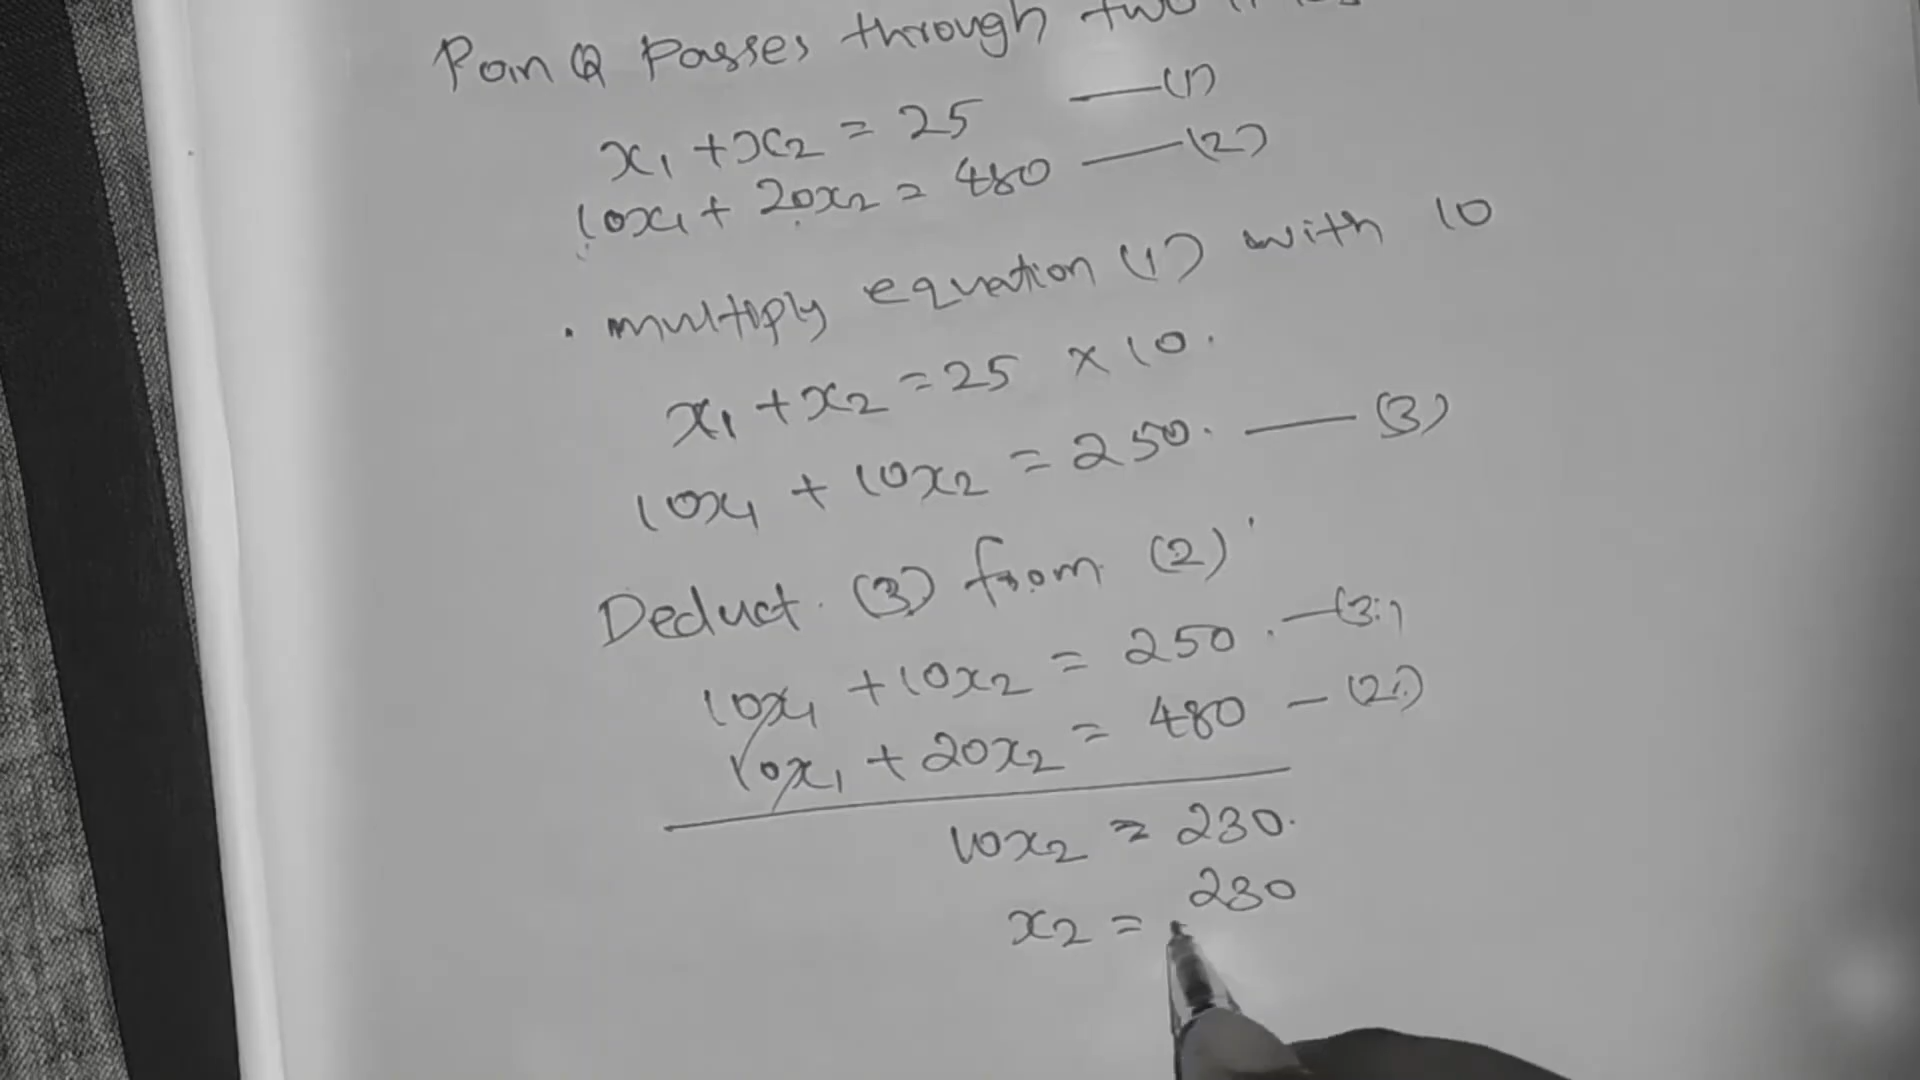 Poin Q Passes through two
x1 + x2 = 25 —(1)
10x1 + 20x2 = 480 —(2)
. multiply equation (1) with 10
x1 + x2 = 25 × 10.
10x1 + 10x2 = 250. —(3)
Deduct. (3) from (2)
10x1 + 10x2 = 250. —(3)
10x1 + 20x2 = 480 —(2)
10x2 = 230.
x2 = 230